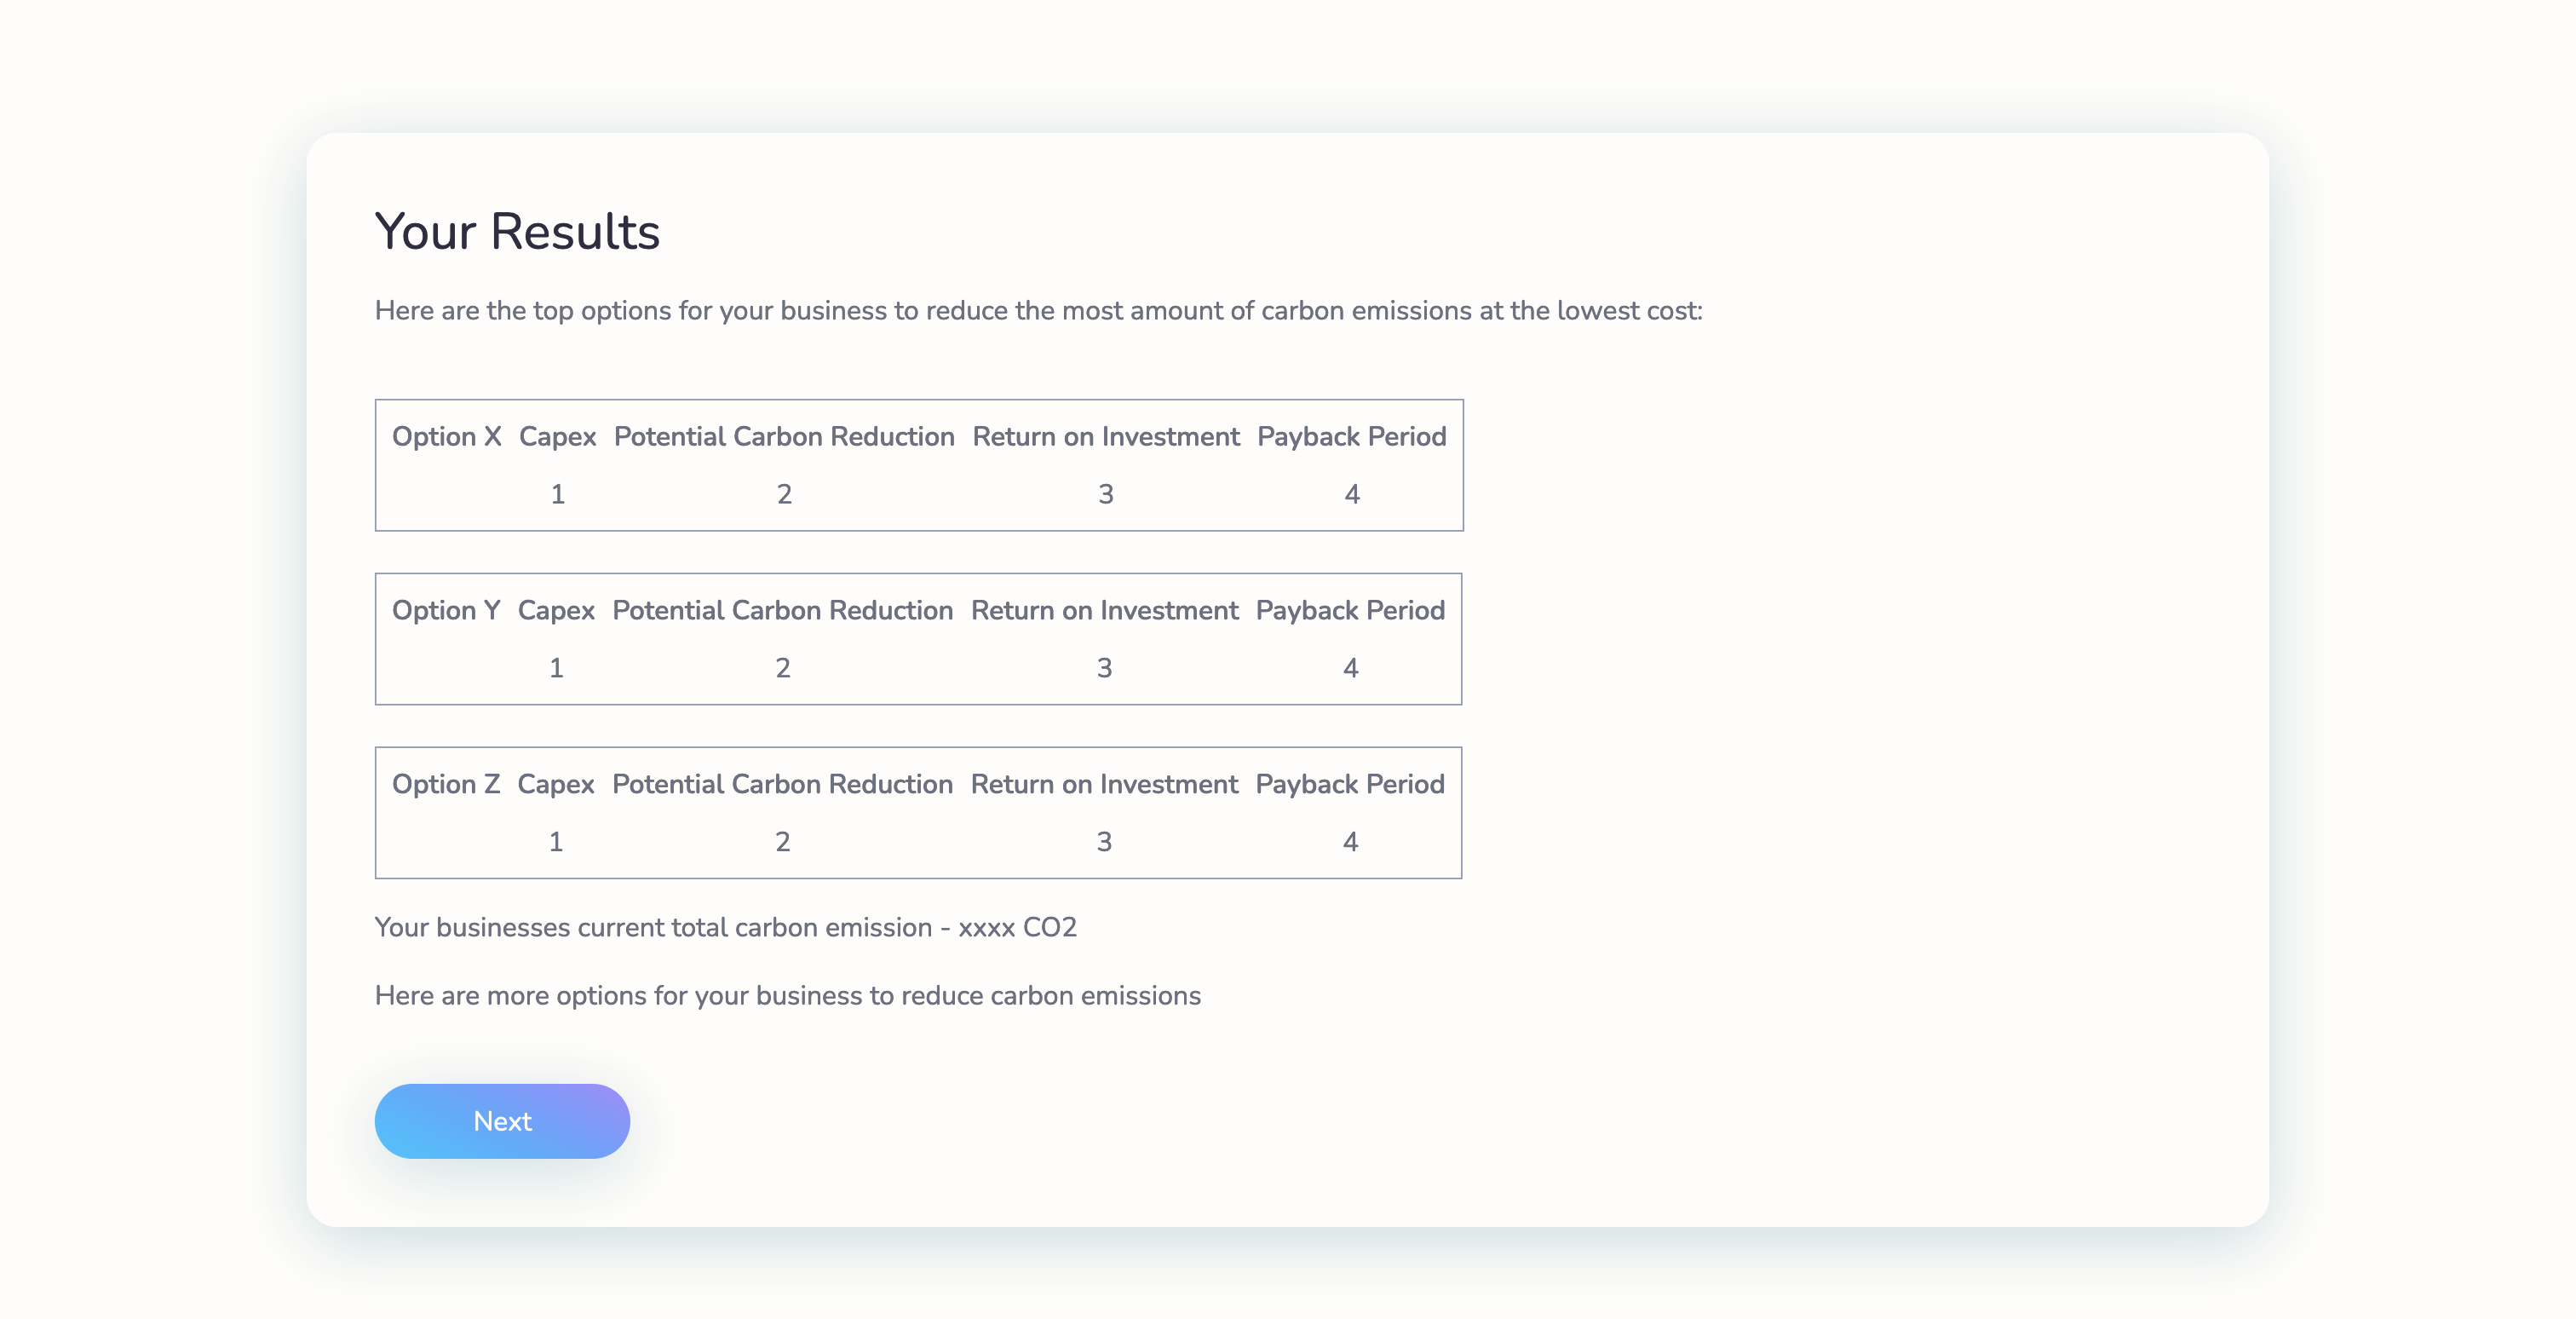 Your Results
Here are the top options for your business to reduce the most amount of carbon emissions at the lowest cost:
Option X Capex Potential Carbon Reduction Return on Investment Payback Period
1 2 3 4
Option Y Capex Potential Carbon Reduction Return on Investment Payback Period
1 2 3 4
Option Z Capex Potential Carbon Reduction Return on Investment Payback Period
1 2 3 4
Your businesses current total carbon emission - xxxx CO2
Here are more options for your business to reduce carbon emissions
Next